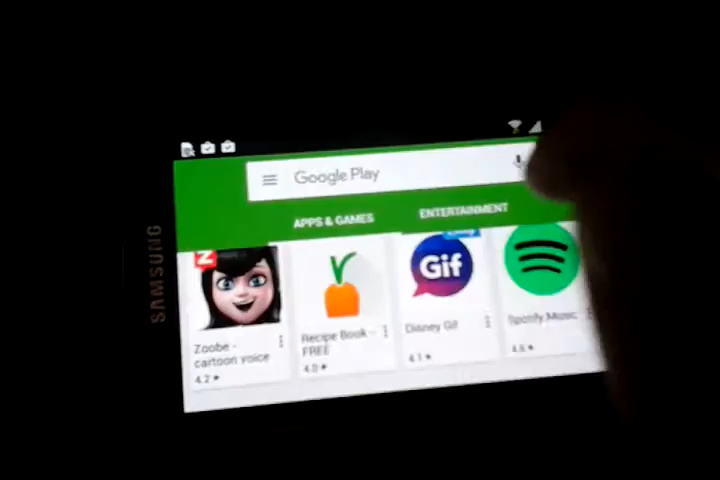 Google Play
APPS & GAMES
ENTERTAINMENT
SAMSUNG
Z
Gif
Zoobe -
cartoon voice
4.2 ★
Recipe Book -
FREE
4.0 ★
Disney Gif
4.1 ★
Spotify Music
4.6 ★